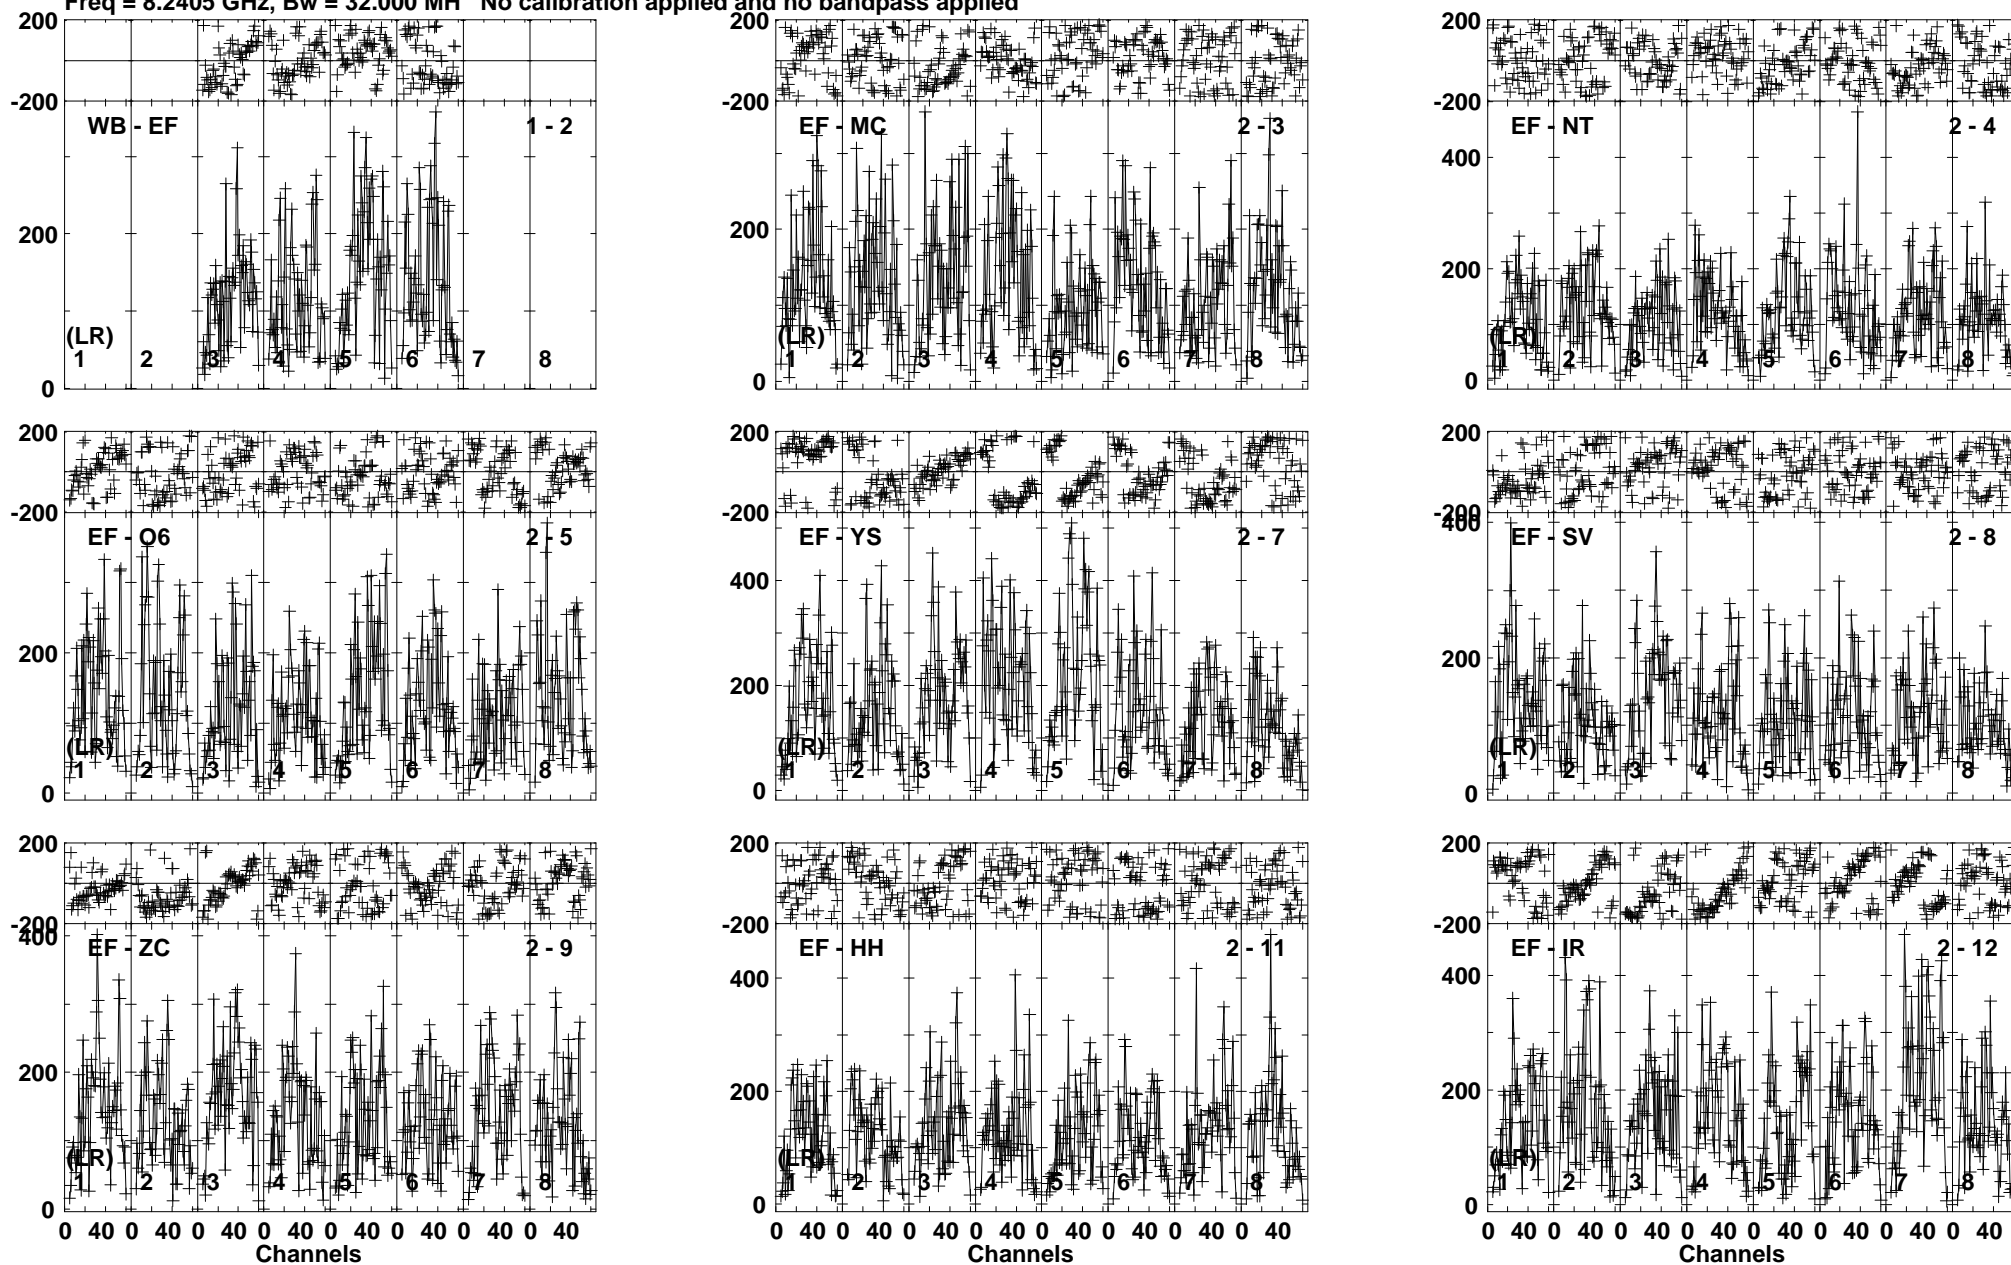 Freq = 8.2405 GHz, Bw = 32.000 MH No calibration applied and no bandpass applied
200 200 200
-200 -200 -200
WB - EF 1 - 2 EF - MC 2 - 3 EF - NT 2 - 4
400
200 200 200
(LR) (LR) (LR)
1 2 3 4 5 6 7 8 1 2 3 4 5 6 7 8 1 2 3 4 5 6 7 8
0 0 0
200 200 200
-200 -200 -200
400
EF - O6 2 - 5 EF - YS 2 - 7 EF - SV 2 - 8
400
200 200 200
(LR) (LR) (LR)
1 2 3 4 5 6 7 8 1 2 3 4 5 6 7 8 1 2 3 4 5 6 7 8
0 0 0
200 200 200
-200 -200 -200
400
EF - ZC 2 - 9 EF - HH 2 - 11 EF - IR 2 - 12
400 400
200 200 200
(LR) (LR) (LR)
1 2 3 4 5 6 7 8 1 2 3 4 5 6 7 8 1 2 3 4 5 6 7 8
0 0 0
0 40 0 40 0 40 0 40 0 40 0 40 0 40 0 40 0 40 0 40 0 40 0 40 0 40 0 40 0 40 0 40 0 40 0 40 0 40 0 40 0 40 0 40 0 40 0 40
Channels Channels Channels